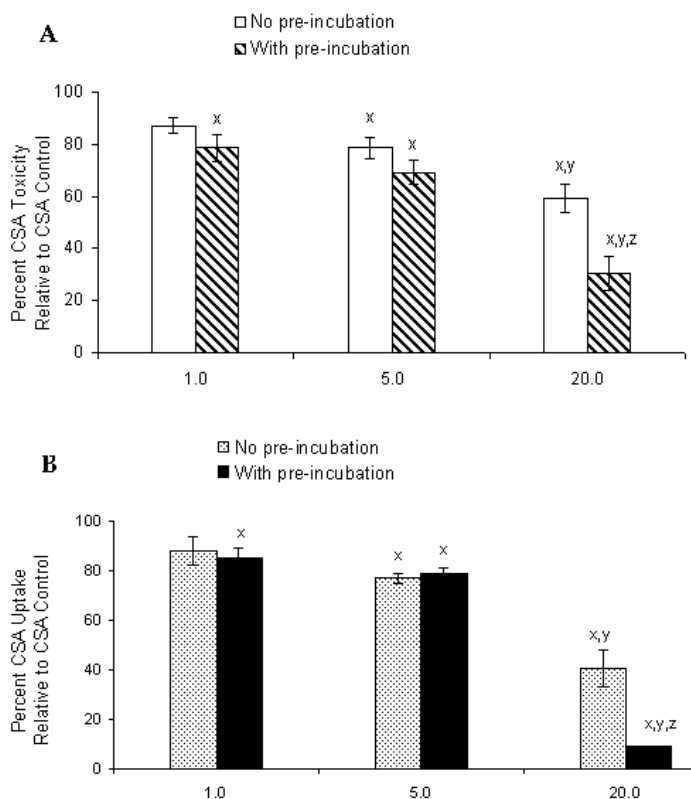 A
No pre-incubation
With pre-incubation
Percent CSA Toxicity
Relative to CSA Control
100
80
60
40
20
0
x
x
x
x,y
x,y,z
1.0
5.0
20.0
B
No pre-incubation
With pre-incubation
Percent CSA Uptake
Relative to CSA Control
100
80
60
40
20
0
x
x
x
x,y
x,y,z
1.0
5.0
20.0